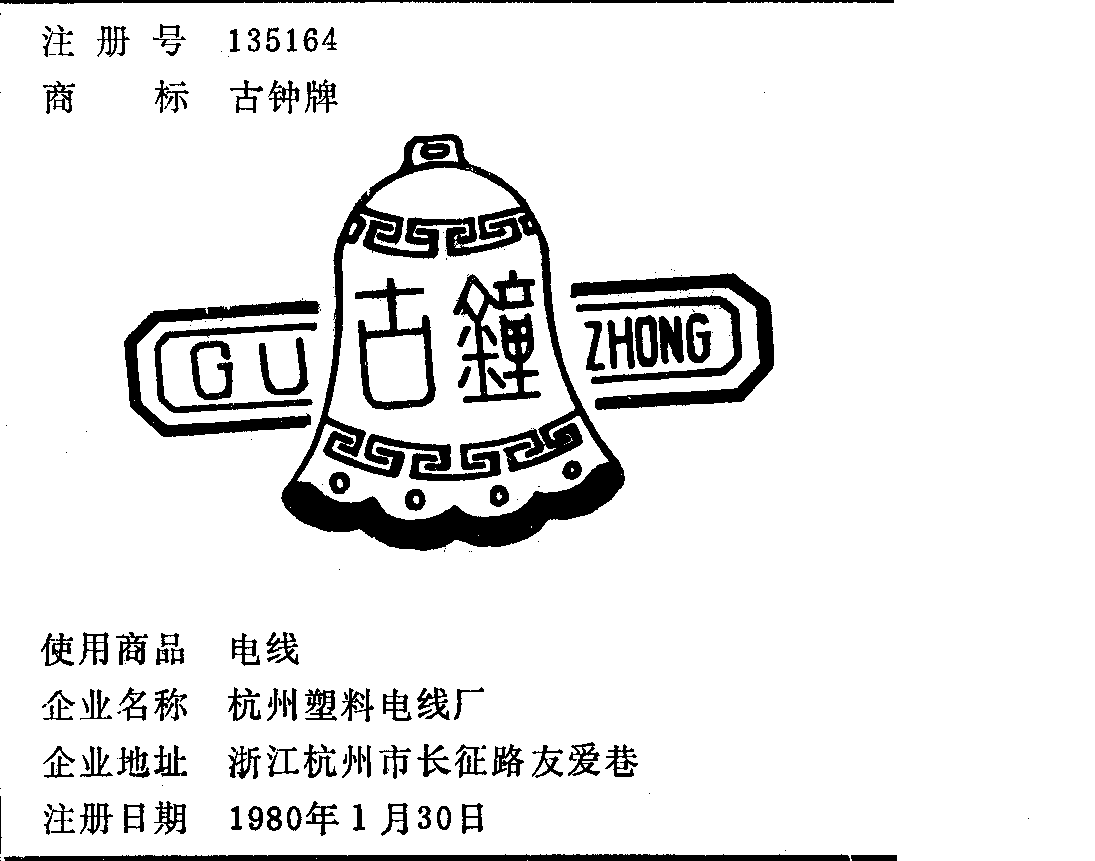 注册号 135164
商标 古钟牌
古鐘
GU ZHONG
使用商品 电线
企业名称 杭州塑料电线厂
企业地址 浙江杭州市长征路友爱巷
注册日期 1980年1月30日